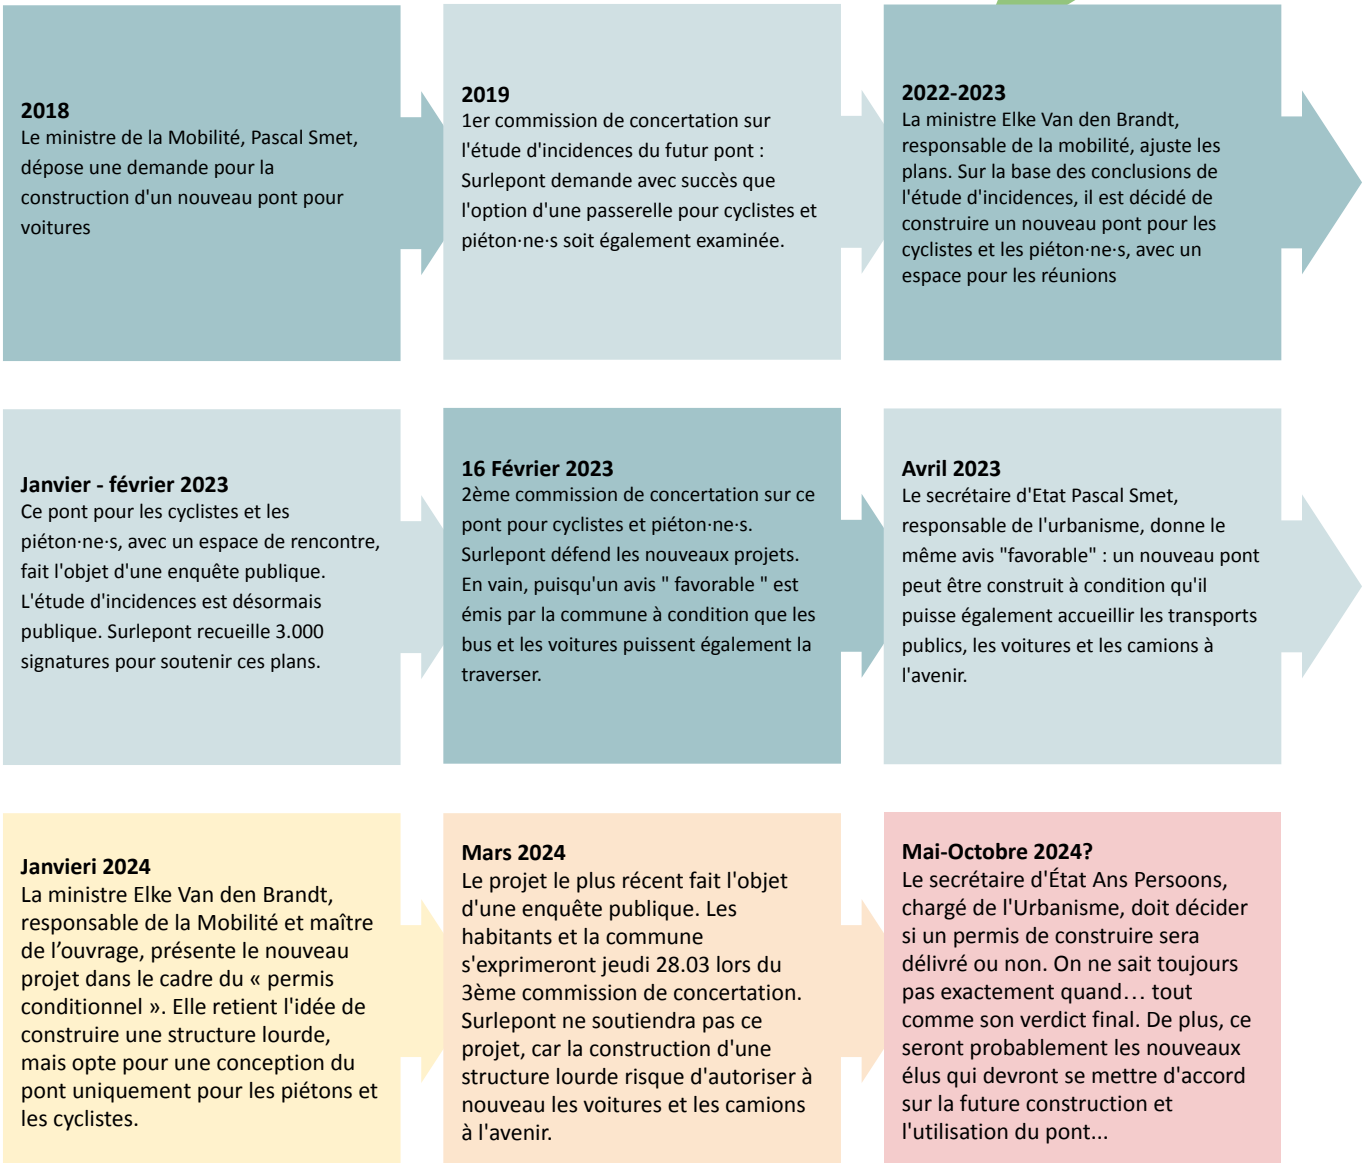 2018
Le ministre de la Mobilité, Pascal Smet,
dépose une demande pour la
construction d'un nouveau pont pour
voitures
2019
1er commission de concertation sur
l'étude d'incidences du futur pont :
Surlepont demande avec succès que
l'option d'une passerelle pour cyclistes et
piéton·ne·s soit également examinée.
2022-2023
La ministre Elke Van den Brandt,
responsable de la mobilité, ajuste les
plans. Sur la base des conclusions de
l'étude d'incidences, il est décidé de
construire un nouveau pont pour les
cyclistes et les piéton·ne·s, avec un
espace pour les réunions
Janvier - février 2023
Ce pont pour les cyclistes et les
piéton·ne·s, avec un espace de rencontre,
fait l'objet d'une enquête publique.
L'étude d'incidences est désormais
publique. Surlepont recueille 3.000
signatures pour soutenir ces plans.
16 Février 2023
2ème commission de concertation sur ce
pont pour cyclistes et piéton·ne·s.
Surlepont défend les nouveaux projets.
En vain, puisqu'un avis " favorable " est
émis par la commune à condition que les
bus et les voitures puissent également la
traverser.
Avril 2023
Le secrétaire d'Etat Pascal Smet,
responsable de l'urbanisme, donne le
même avis "favorable" : un nouveau pont
peut être construit à condition qu'il
puisse également accueillir les transports
publics, les voitures et les camions à
l'avenir.
Janvieri 2024
La ministre Elke Van den Brandt,
responsable de la Mobilité et maître
de l’ouvrage, présente le nouveau
projet dans le cadre du « permis
conditionnel ». Elle retient l'idée de
construire une structure lourde,
mais opte pour une conception du
pont uniquement pour les piétons et
les cyclistes.
Mars 2024
Le projet le plus récent fait l'objet
d'une enquête publique. Les
habitants et la commune
s'exprimeront jeudi 28.03 lors du
3ème commission de concertation.
Surlepont ne soutiendra pas ce
projet, car la construction d'une
structure lourde risque d'autoriser à
nouveau les voitures et les camions
à l'avenir.
Mai-Octobre 2024?
Le secrétaire d'État Ans Persoons,
chargé de l'Urbanisme, doit décider
si un permis de construire sera
délivré ou non. On ne sait toujours
pas exactement quand… tout
comme son verdict final. De plus, ce
seront probablement les nouveaux
élus qui devront se mettre d'accord
sur la future construction et
l'utilisation du pont...